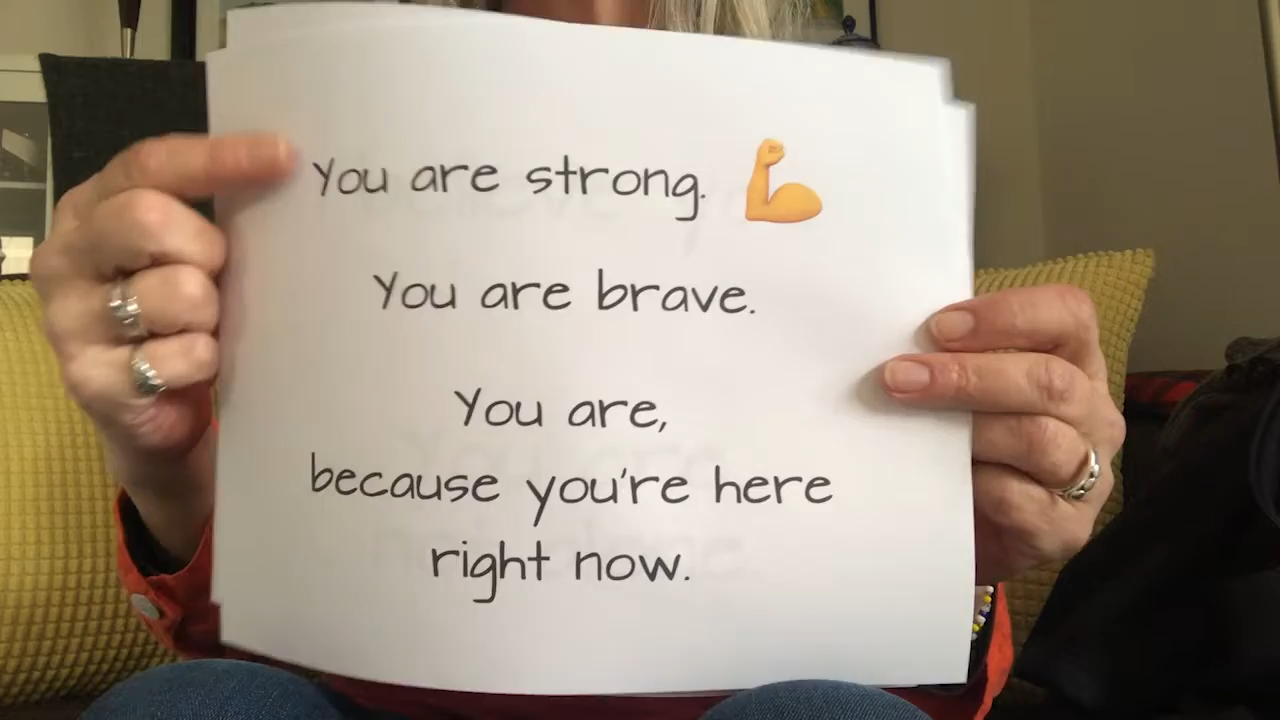 You are strong. 💪
You are brave.
You are,
because you're here
right now.